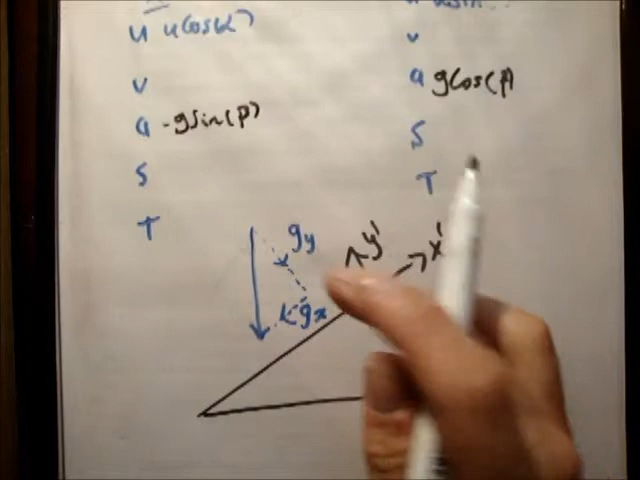 u ucos(α)
v
a -gsin(β)
s
T
v
a gcos(β)
s
T
gy
gx
y'
x'